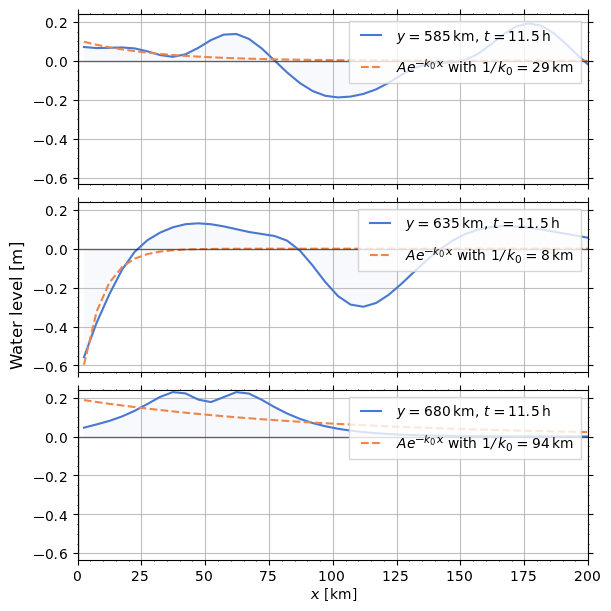 0.2
0.0
−0.2
−0.4
−0.6
y = 585 km, t = 11.5 h
Ae^{−k₀x} with 1/k₀ = 29 km
0.2
0.0
−0.2
−0.4
−0.6
y = 635 km, t = 11.5 h
Ae^{−k₀x} with 1/k₀ = 8 km
Water level [m]
0.2
0.0
−0.2
−0.4
−0.6
y = 680 km, t = 11.5 h
Ae^{−k₀x} with 1/k₀ = 94 km
0 25 50 75 100 125 150 175 200
x [km]